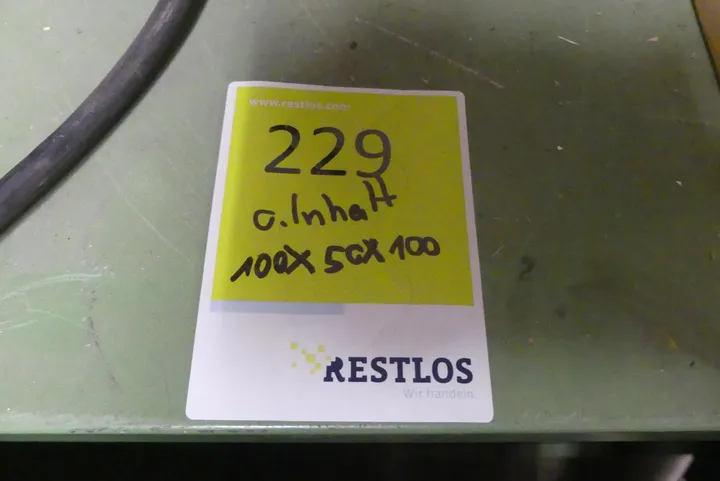 www.restlos.com
229
o.Inhalt
100X50X100
RESTLOS
Wir handeln.